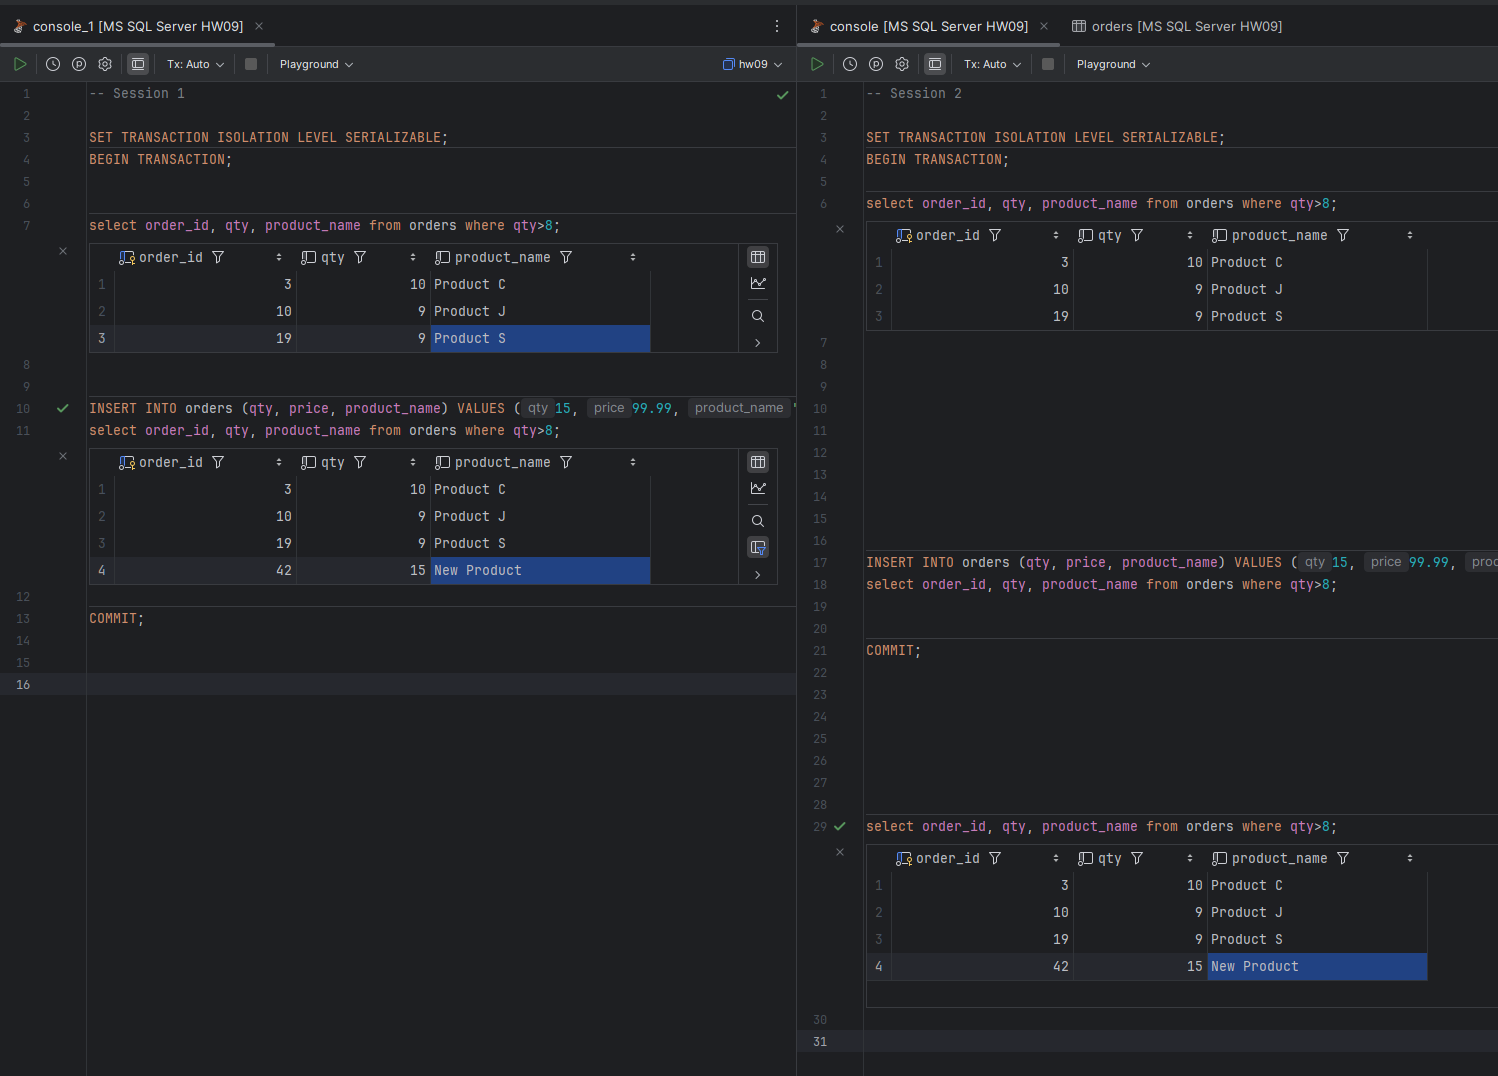 console_1 [MS SQL Server HW09]
Tx: Auto Playground hw09
1 -- Session 1
2
3 SET TRANSACTION ISOLATION LEVEL SERIALIZABLE;
4 BEGIN TRANSACTION;
5
6
7 select order_id, qty, product_name from orders where qty>8;
order_id qty product_name
1 3 10 Product C
2 10 9 Product J
3 19 9 Product S
8
9
10 INSERT INTO orders (qty, price, product_name) VALUES ( qty 15, price 99.99, product_name '
11 select order_id, qty, product_name from orders where qty>8;
order_id qty product_name
1 3 10 Product C
2 10 9 Product J
3 19 9 Product S
4 42 15 New Product
12
13 COMMIT;
14
15
16
console [MS SQL Server HW09] orders [MS SQL Server HW09]
Tx: Auto Playground
1 -- Session 2
2
3 SET TRANSACTION ISOLATION LEVEL SERIALIZABLE;
4 BEGIN TRANSACTION;
5
6 select order_id, qty, product_name from orders where qty>8;
order_id qty product_name
1 3 10 Product C
2 10 9 Product J
3 19 9 Product S
7
8
9
10
11
12
13
14
15
16
17 INSERT INTO orders (qty, price, product_name) VALUES ( qty 15, price 99.99, proc
18 select order_id, qty, product_name from orders where qty>8;
19
20
21 COMMIT;
22
23
24
25
26
27
28
29 select order_id, qty, product_name from orders where qty>8;
order_id qty product_name
1 3 10 Product C
2 10 9 Product J
3 19 9 Product S
4 42 15 New Product
30
31